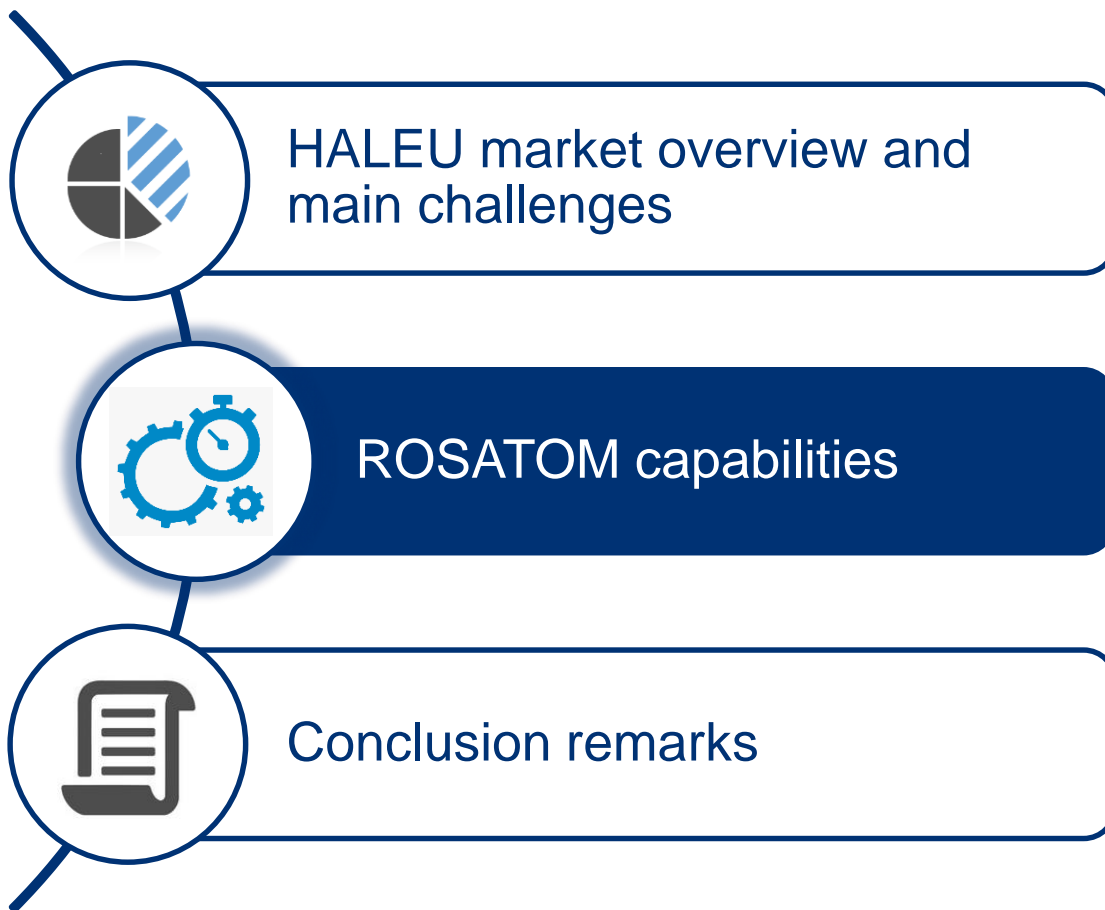 HALEU market overview and
main challenges
ROSATOM capabilities
Conclusion remarks